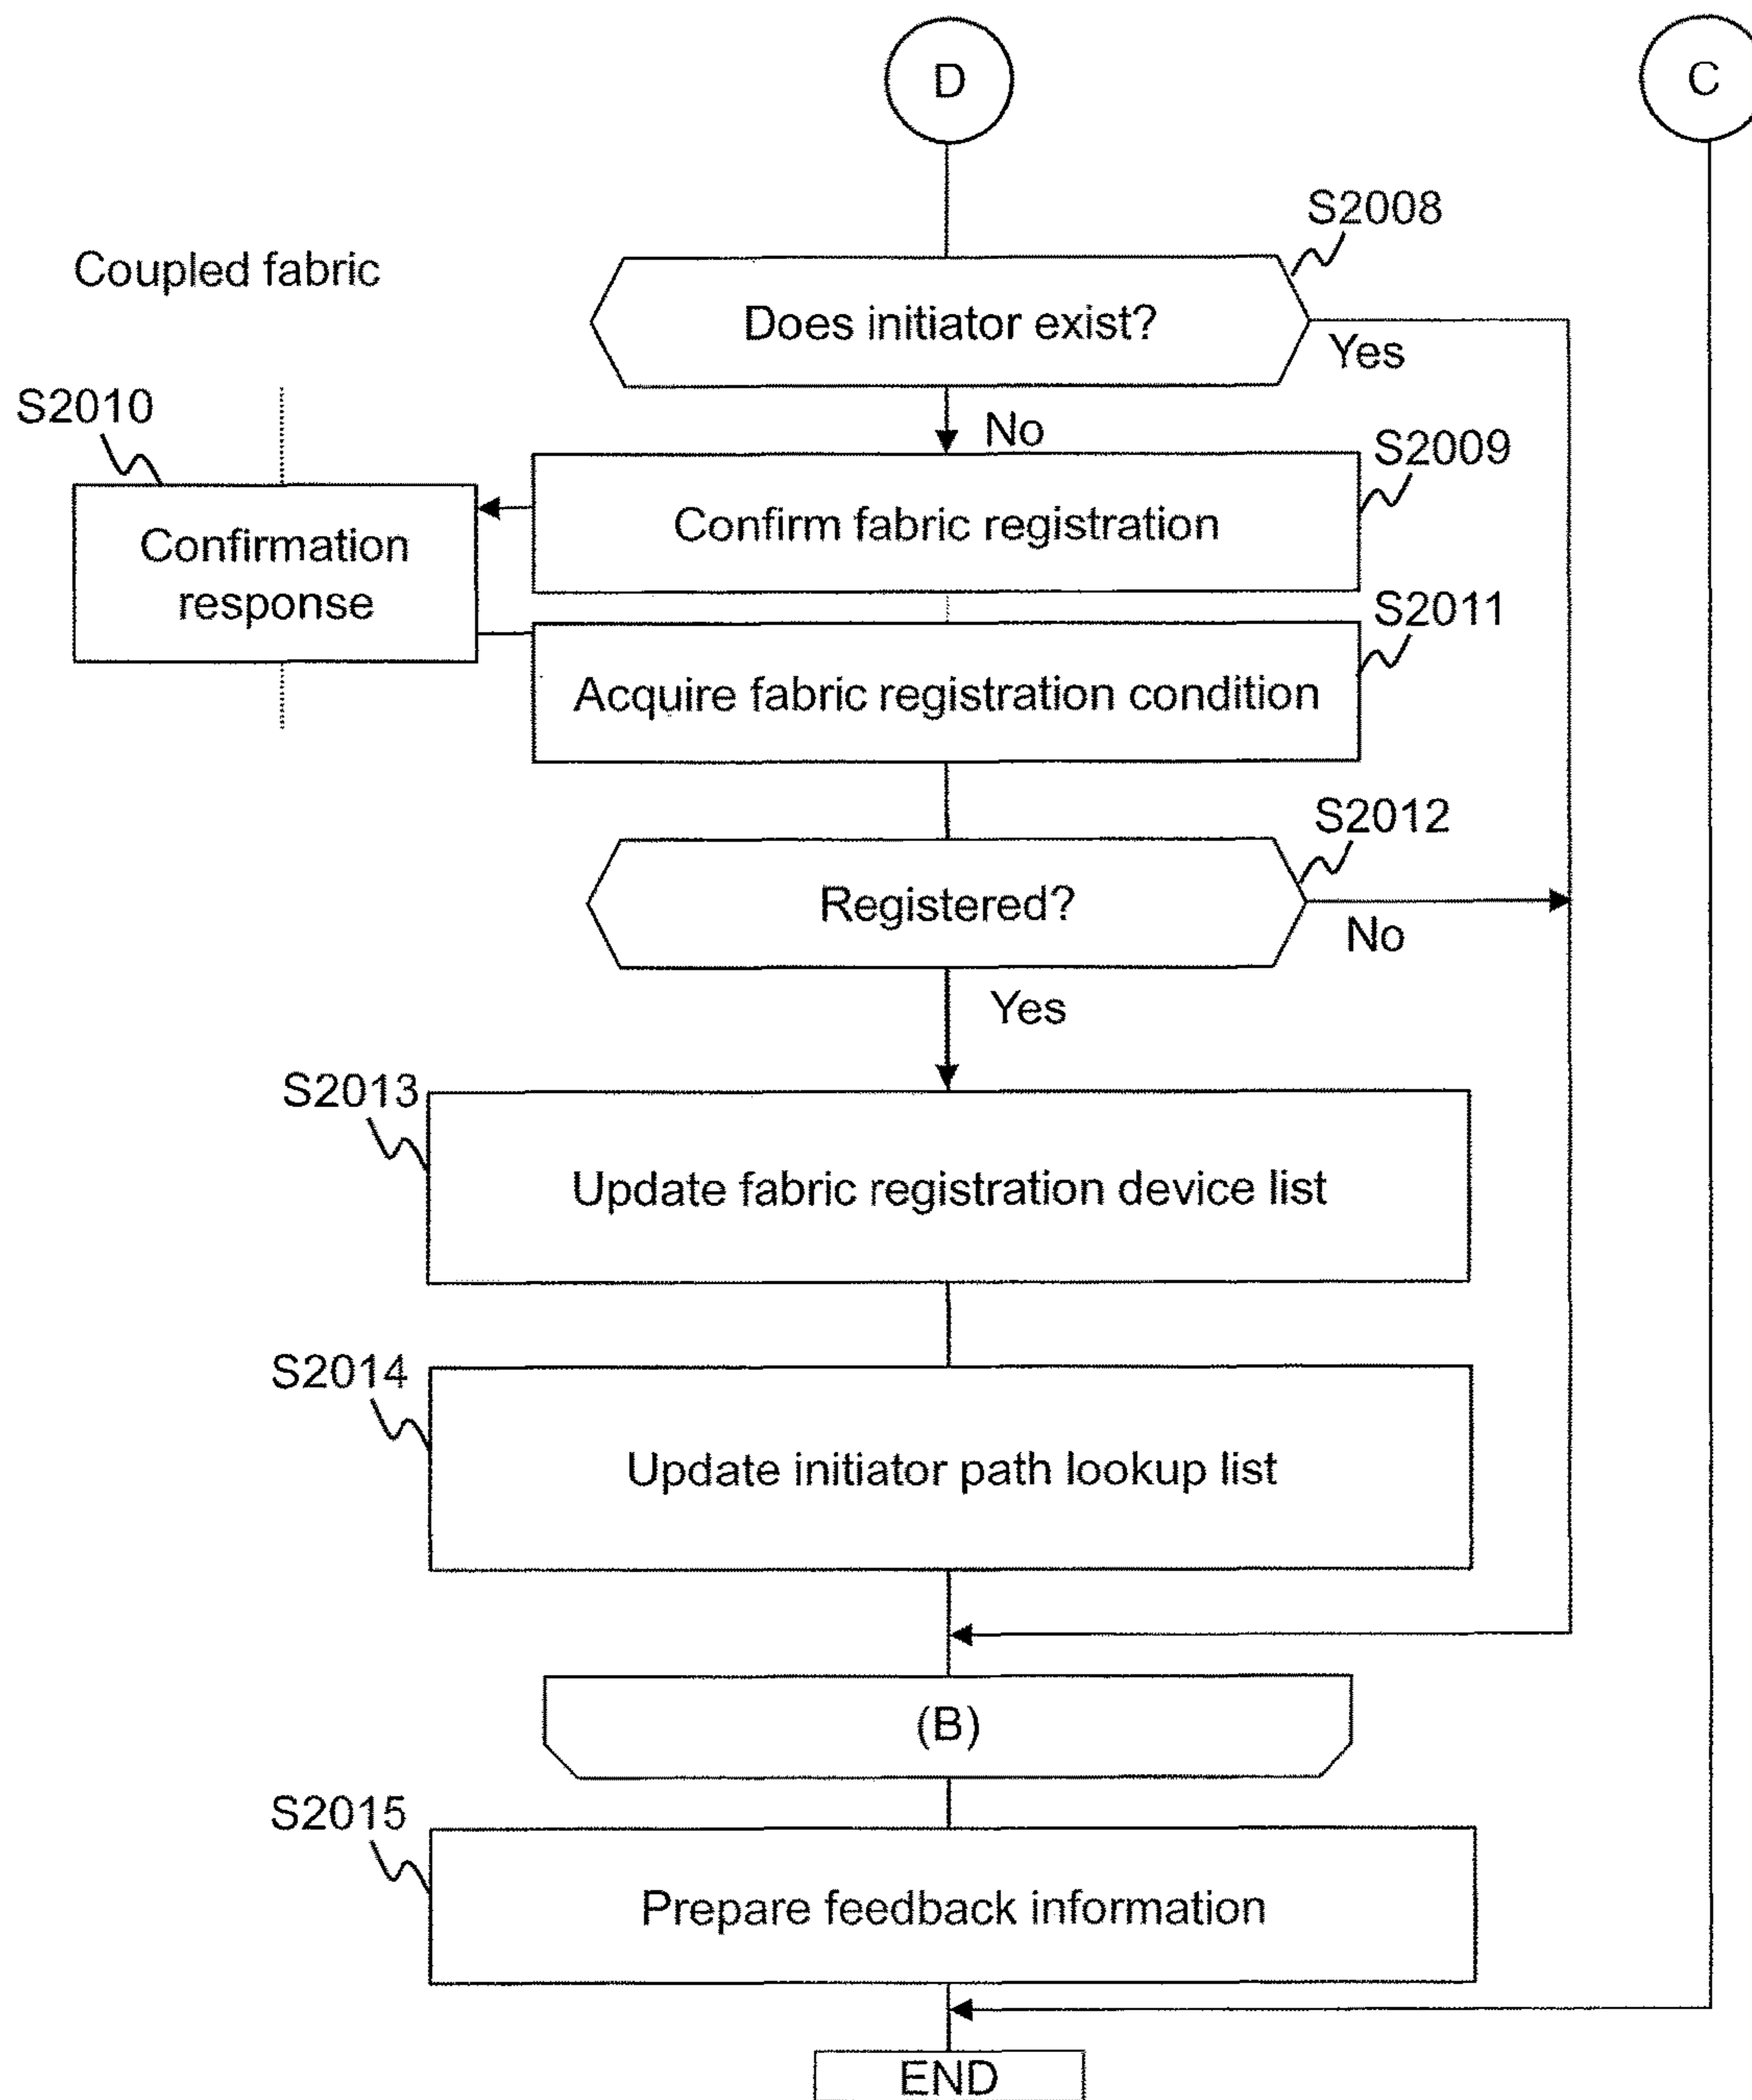 D
C
S2008
Coupled fabric
Does initiator exist?
Yes
S2010
No
S2009
Confirm fabric registration
Confirmation
response
S2011
Acquire fabric registration condition
S2012
Registered?
No
Yes
S2013
Update fabric registration device list
S2014
Update initiator path lookup list
(B)
S2015
Prepare feedback information
END